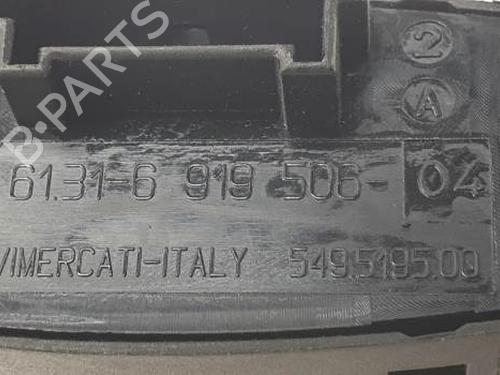 B-PARTS
2
A
61.31-6 919 506-04
VIMERCATI-ITALY 549.5195.00